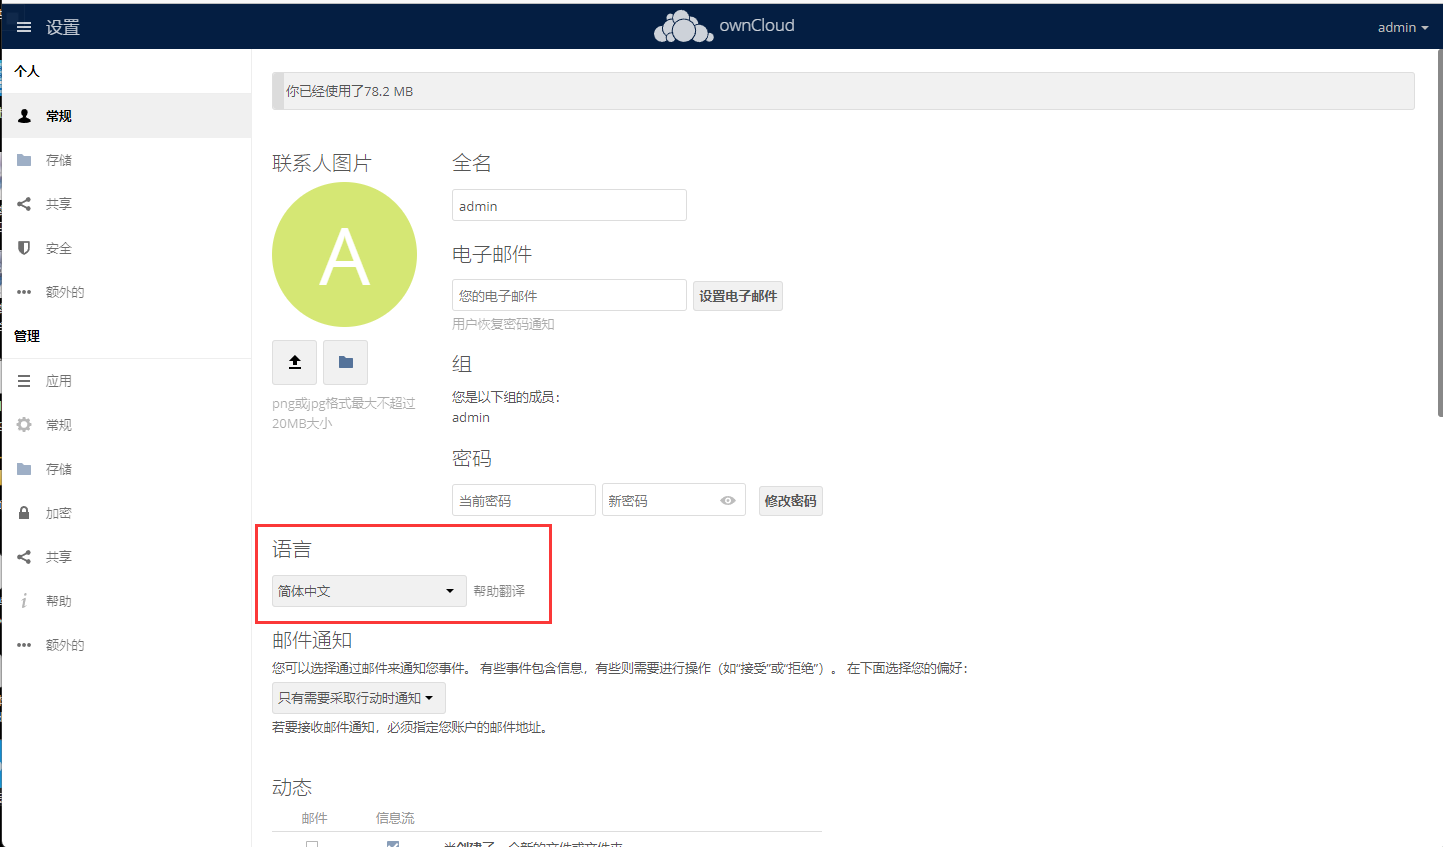 设置
ownCloud
admin
个人
常规
存储
共享
安全
额外的
管理
应用
常规
存储
加密
共享
帮助
额外的
你已经使用了78.2 MB
联系人图片
A
png或jpg格式最大不超过
20MB大小
全名
admin
电子邮件
您的电子邮件
设置电子邮件
用户恢复密码通知
组
您是以下组的成员：
admin
密码
当前密码
新密码
修改密码
语言
简体中文
帮助翻译
邮件通知
您可以选择通过邮件来通知您事件。 有些事件包含信息，有些则需要进行操作（如“接受”或“拒绝”）。 在下面选择您的偏好：
只有需要采取行动时通知
若要接收邮件通知，必须指定您账户的邮件地址。
动态
邮件 信息流